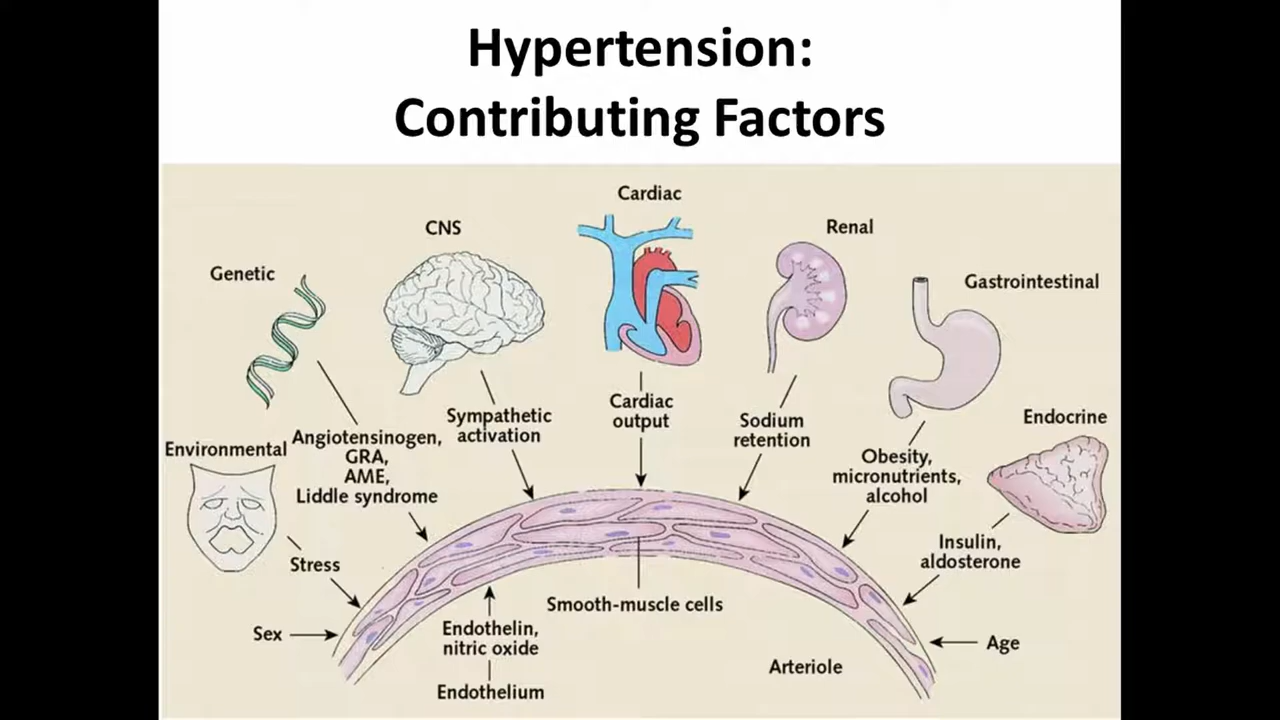 Hypertension:
Contributing Factors
Cardiac
CNS
Renal
Genetic
Gastrointestinal
Cardiac
output
Sympathetic
activation
Sodium
retention
Endocrine
Environmental
Angiotensinogen,
GRA,
AME,
Liddle syndrome
Obesity,
micronutrients,
alcohol
Insulin,
aldosterone
Stress
Smooth-muscle cells
Sex
Endothelin,
nitric oxide
Age
Arteriole
Endothelium